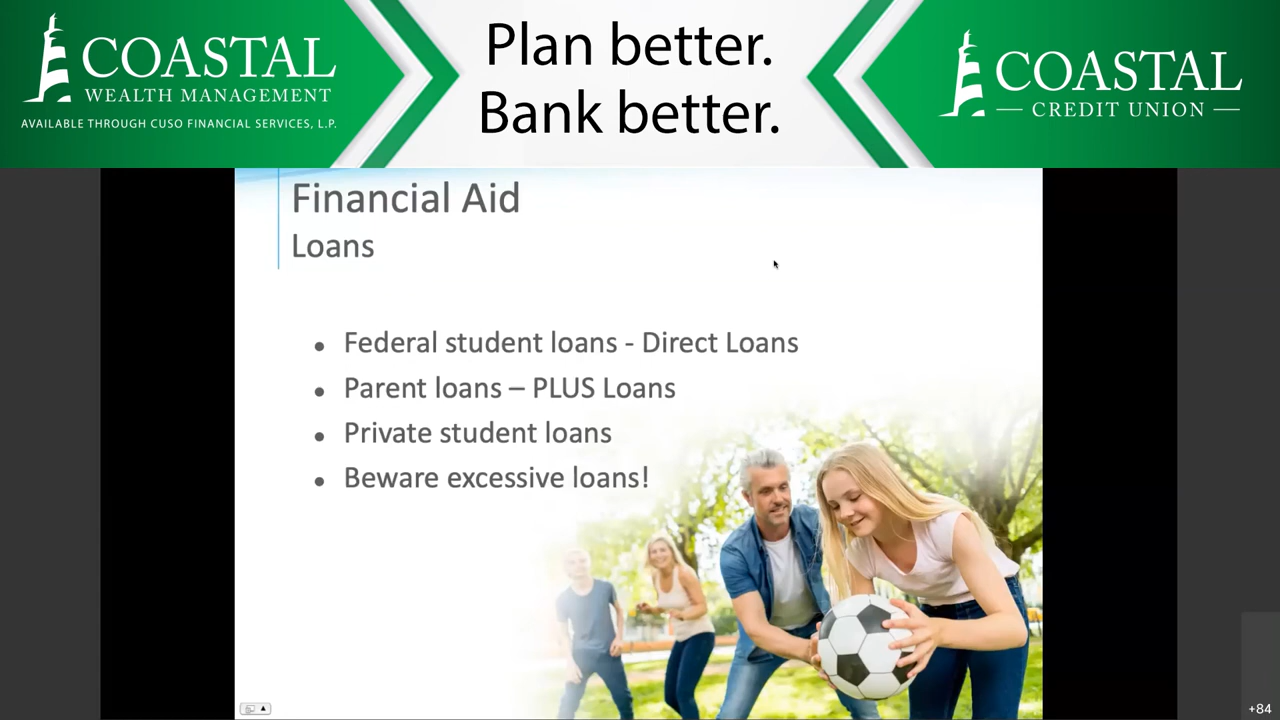 COASTAL
WEALTH MANAGEMENT
AVAILABLE THROUGH CUSO FINANCIAL SERVICES, L.P.
Plan better.
Bank better.
COASTAL
CREDIT UNION
Financial Aid
Loans
• Federal student loans - Direct Loans
• Parent loans – PLUS Loans
• Private student loans
• Beware excessive loans!
+84